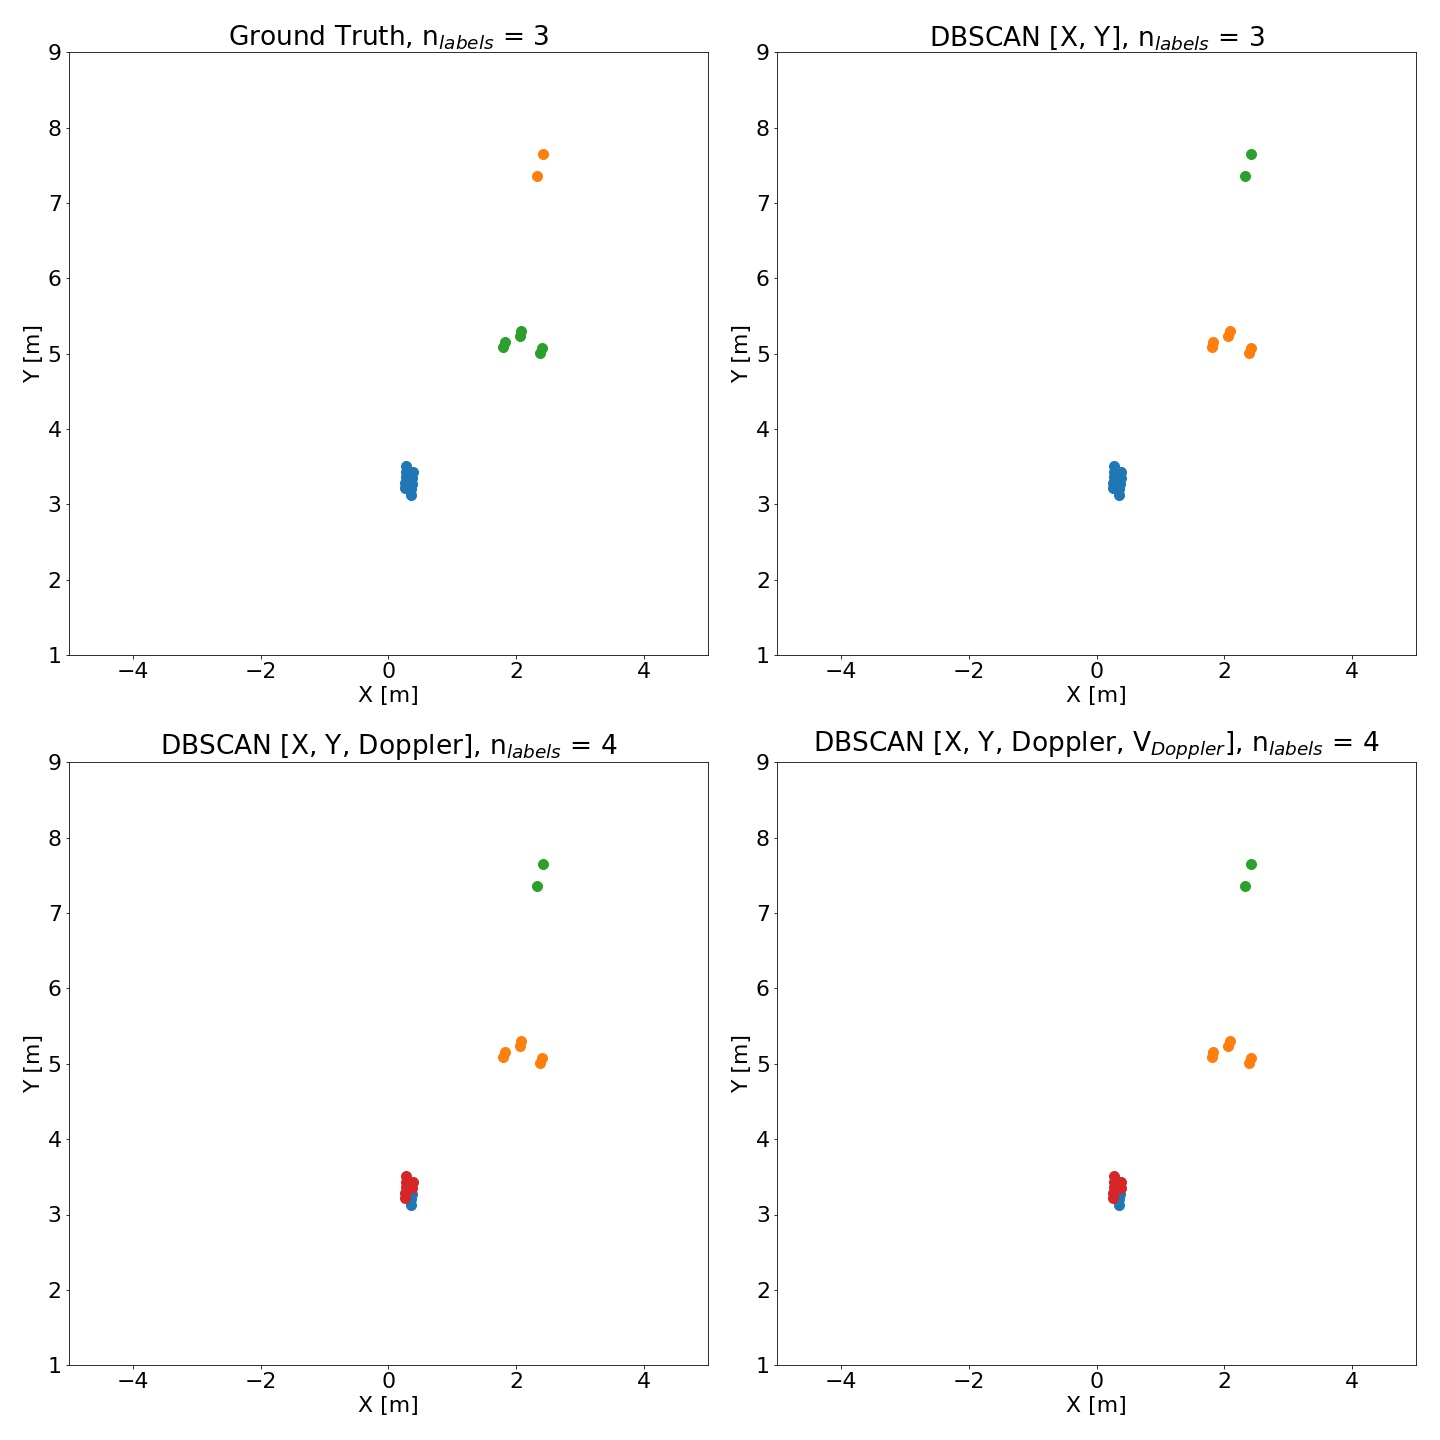 Ground Truth, n_labels = 3
9
8
7
6
5
4
3
2
1
Y [m]
−4 −2 0 2 4
X [m]
DBSCAN [X, Y], n_labels = 3
9
8
7
6
5
4
3
2
1
Y [m]
−4 −2 0 2 4
X [m]
DBSCAN [X, Y, Doppler], n_labels = 4
9
8
7
6
5
4
3
2
1
Y [m]
−4 −2 0 2 4
X [m]
DBSCAN [X, Y, Doppler, V_Doppler], n_labels = 4
9
8
7
6
5
4
3
2
1
Y [m]
−4 −2 0 2 4
X [m]